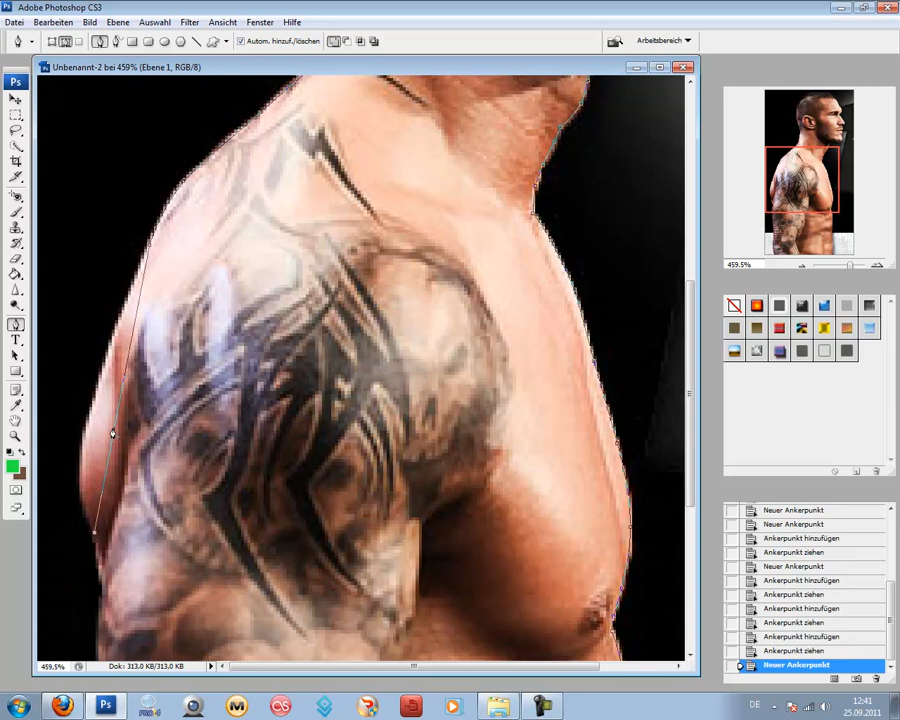 Ps Adobe Photoshop CS3
Datei Bearbeiten Bild Ebene Auswahl Filter Ansicht Fenster Hilfe
Autom. hinzuf./löschen Arbeitsbereich
Unbenannt-2 bei 459% (Ebene 1, RGB/8)
Ps
459.5%
T
Neuer Ankerpunkt
Neuer Ankerpunkt
Ankerpunkt hinzufügen
Ankerpunkt ziehen
Neuer Ankerpunkt
Ankerpunkt hinzufügen
Ankerpunkt ziehen
Ankerpunkt hinzufügen
Ankerpunkt ziehen
Ankerpunkt hinzufügen
Ankerpunkt ziehen
Neuer Ankerpunkt
459.5% Dok: 313,0 KB/313,0 KB
Ps DE 12:41
25.09.2011